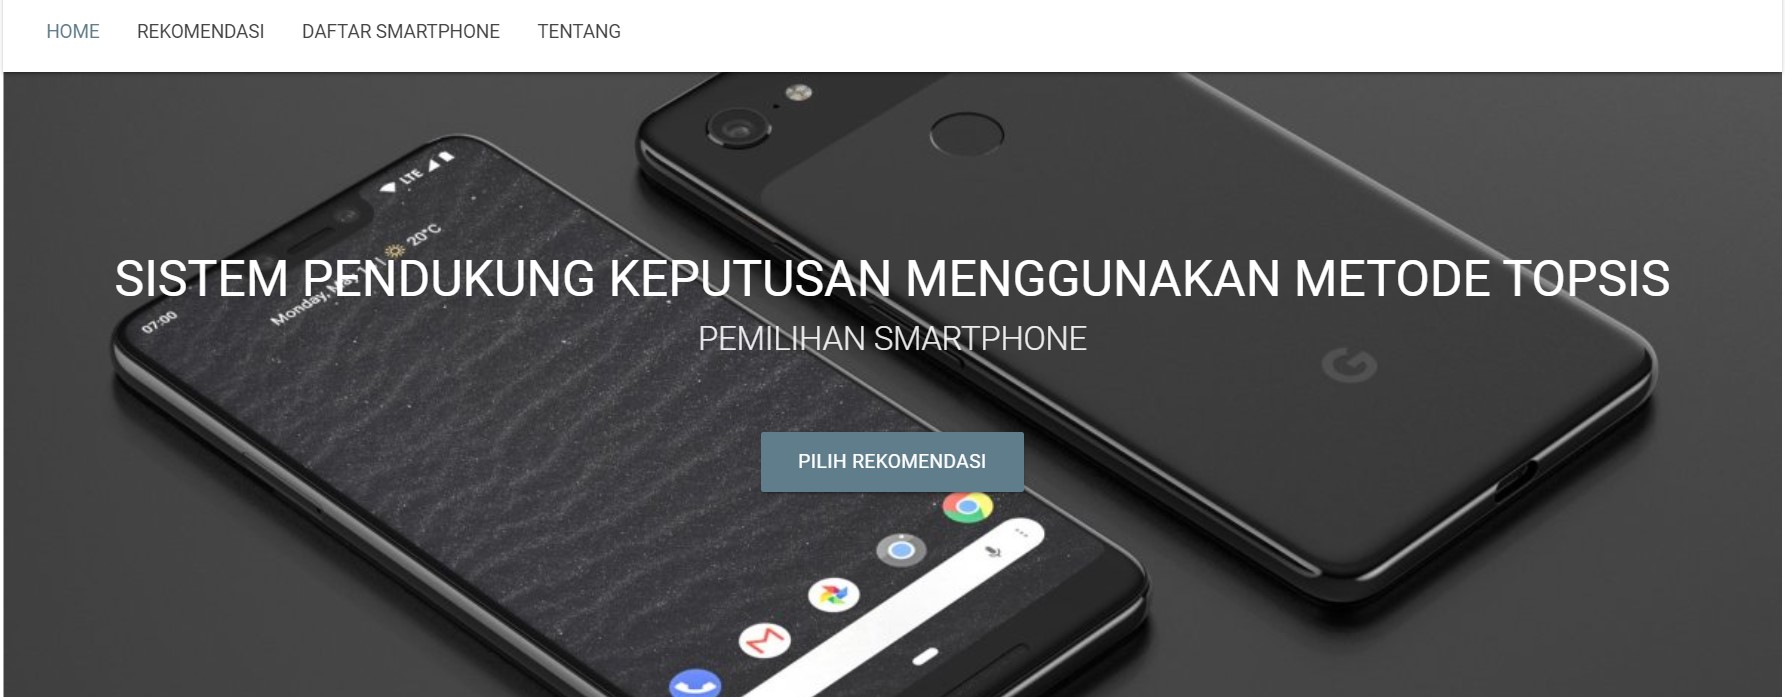 HOME REKOMENDASI DAFTAR SMARTPHONE TENTANG
LTE
20°C
Monday, May
07:00
SISTEM PENDUKUNG KEPUTUSAN MENGGUNAKAN METODE TOPSIS
PEMILIHAN SMARTPHONE
G
PILIH REKOMENDASI